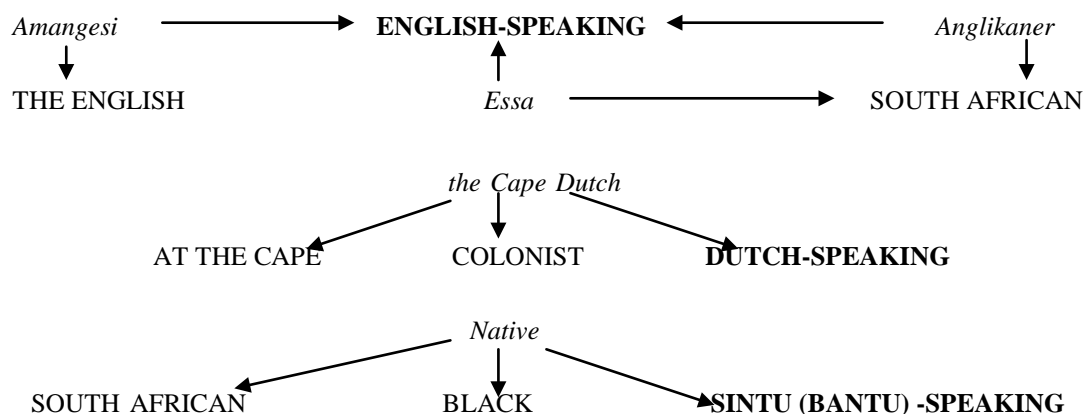 Amangesi ENGLISH-SPEAKING Anglikaner
THE ENGLISH Essa SOUTH AFRICAN
the Cape Dutch
AT THE CAPE COLONIST DUTCH-SPEAKING
Native
SOUTH AFRICAN BLACK SINTU (BANTU) -SPEAKING